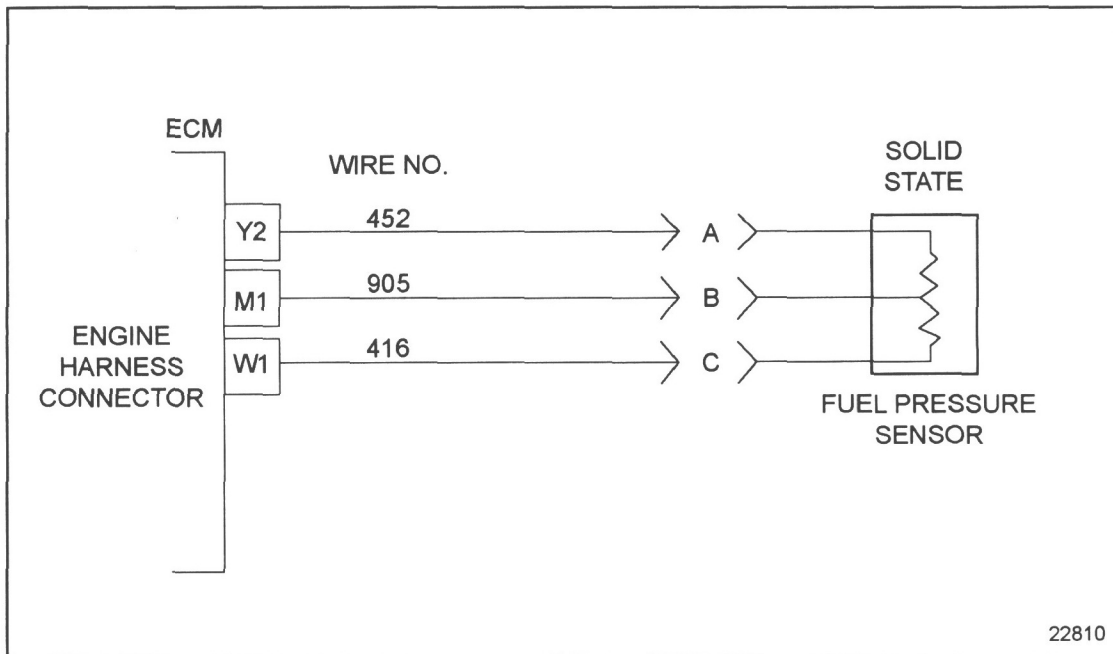 ECM
WIRE NO.
SOLID
STATE
Y2
452
A
M1
905
B
W1
416
C
ENGINE
HARNESS
CONNECTOR
FUEL PRESSURE
SENSOR
22810